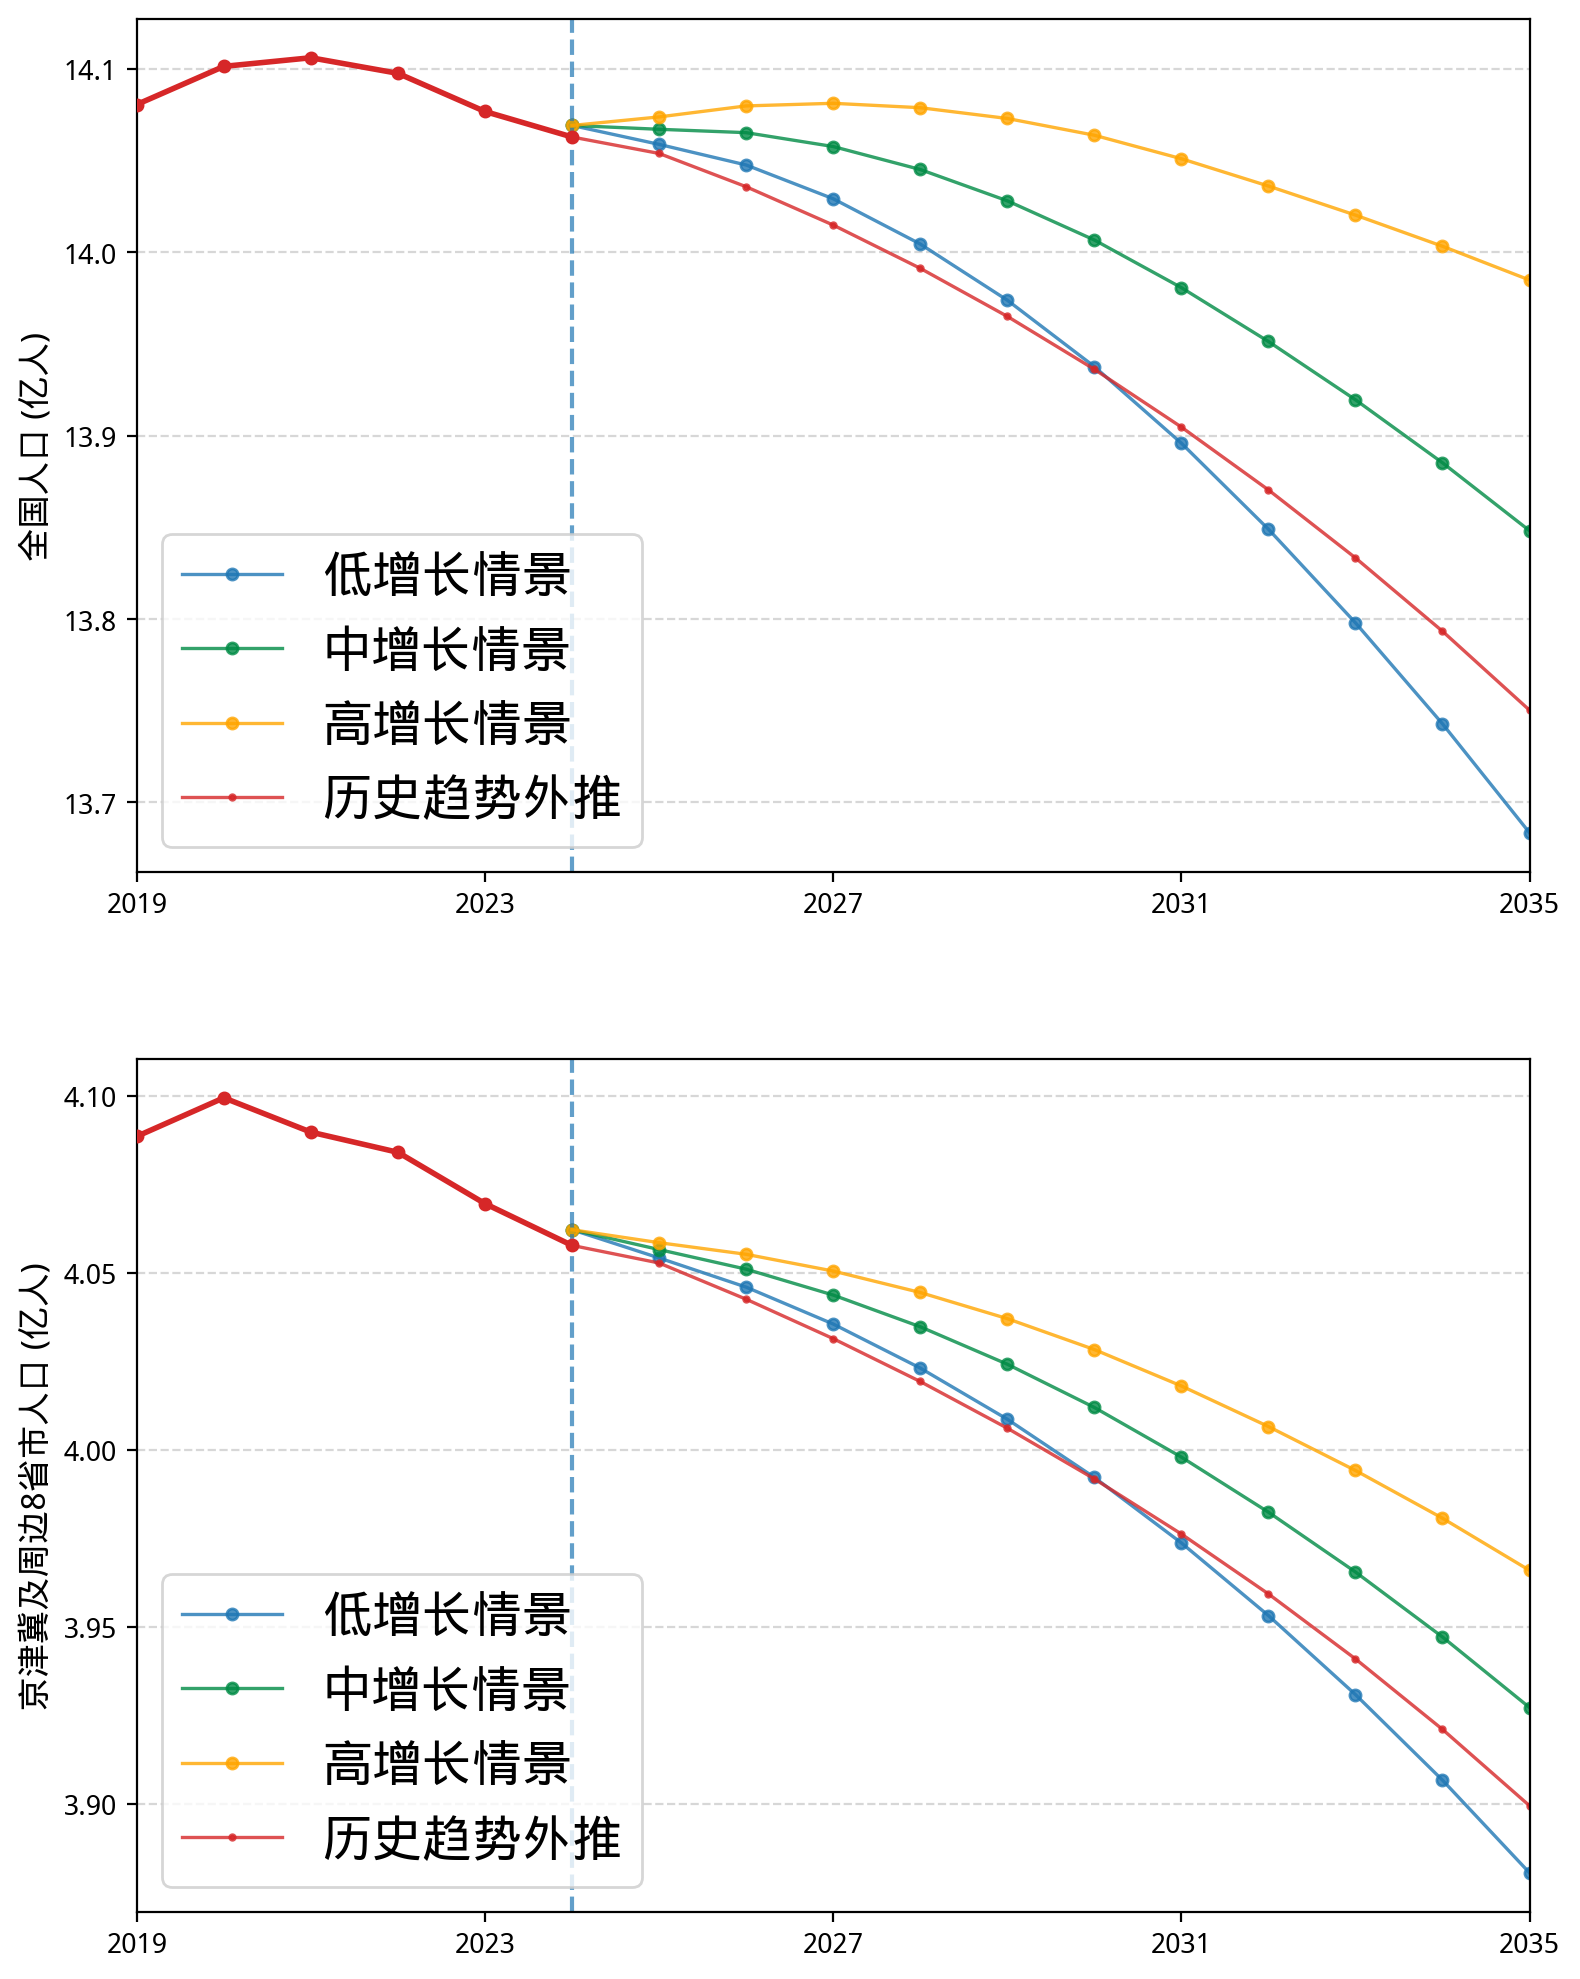 14.1
14.0
13.9
13.8
13.7
全国人口 (亿人)
低增长情景
中增长情景
高增长情景
历史趋势外推
2019 2023 2027 2031 2035
4.10
4.05
4.00
3.95
3.90
京津冀及周边8省市人口 (亿人)
低增长情景
中增长情景
高增长情景
历史趋势外推
2019 2023 2027 2031 2035